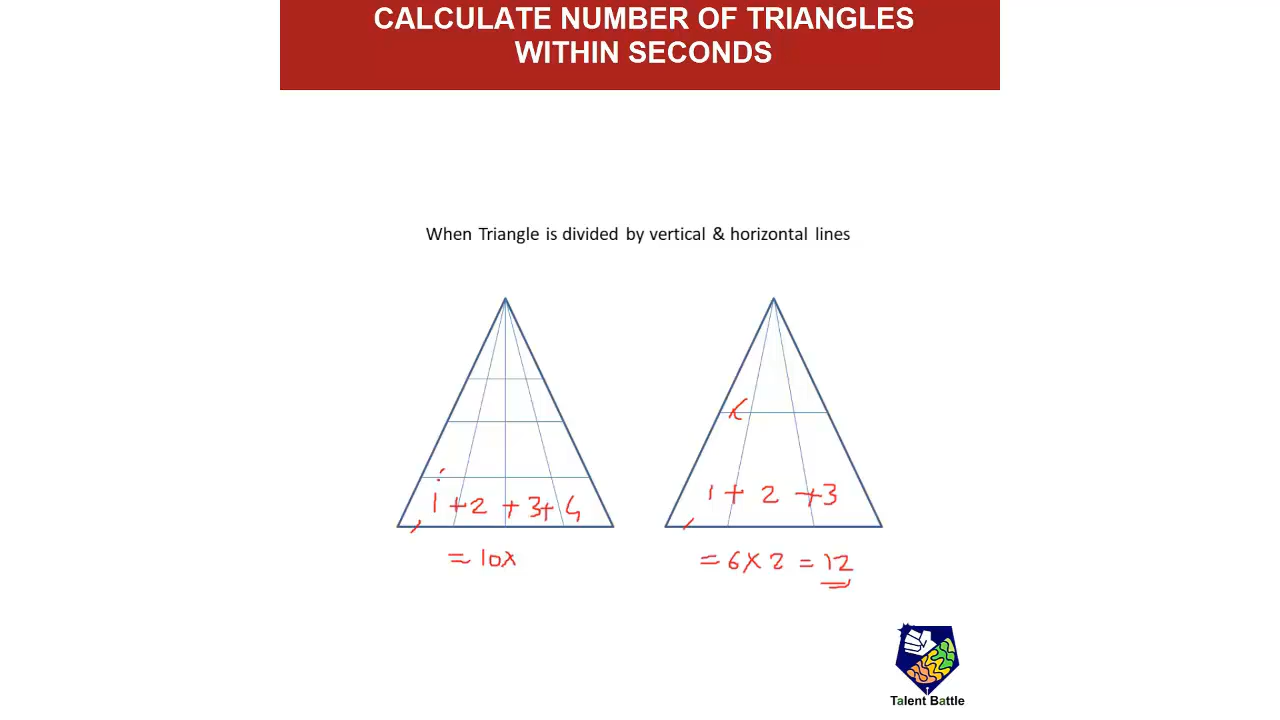 CALCULATE NUMBER OF TRIANGLES
WITHIN SECONDS
When Triangle is divided by vertical & horizontal lines
1 + 2 + 3 + 4
= 10 x
1 + 2 + 3
= 6 x 2 = 12
Talent Battle